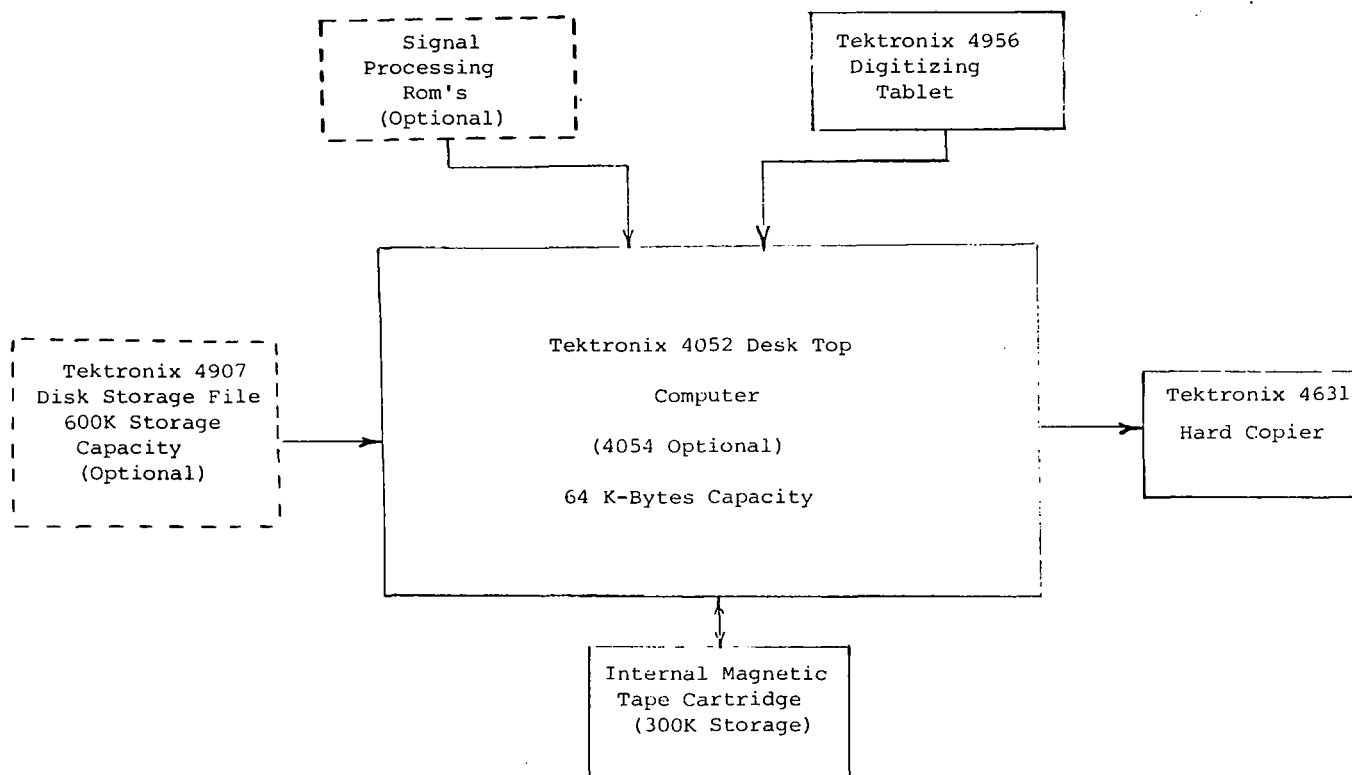 Signal
Processing
Rom's
(Optional)
Tektronix 4956
Digitizing
Tablet
Tektronix 4907
Disk Storage File
600K Storage
Capacity
(Optional)
Tektronix 4052 Desk Top
Computer
(4054 Optional)
64 K-Bytes Capacity
Tektronix 4631
Hard Copier
Internal Magnetic
Tape Cartridge
(300K Storage)